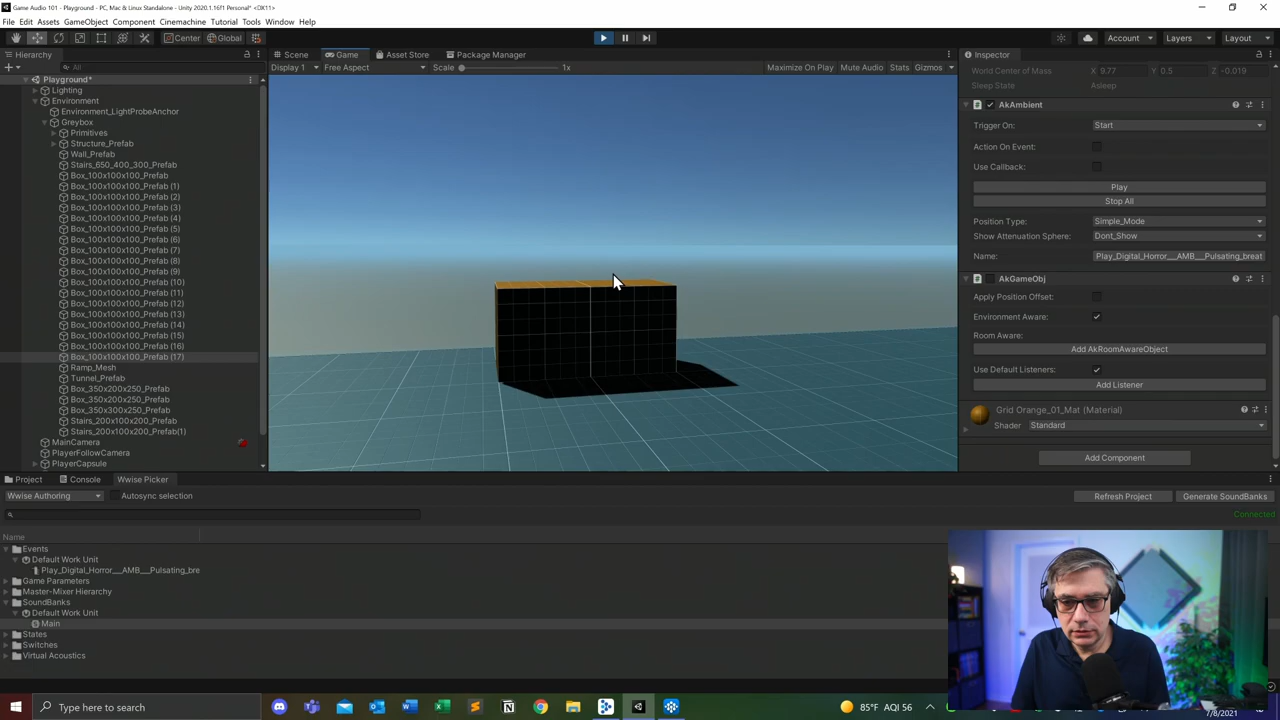 Game Audio 101 - Playground - PC, Mac & Linux Standalone - Unity 2020.1.16f1 Personal* <DX11>
File Edit Assets GameObject Component Cinemachine Tutorial Tools Window Help
Center Global Account Layers Layout
Hierarchy
All
Playground*
Lighting
Environment
Environment_LightProbeAnchor
Greybox
Primitives
Structure_Prefab
Wall_Prefab
Stairs_650_400_300_Prefab
Box_100x100x100_Prefab
Box_100x100x100_Prefab (1)
Box_100x100x100_Prefab (2)
Box_100x100x100_Prefab (3)
Box_100x100x100_Prefab (4)
Box_100x100x100_Prefab (5)
Box_100x100x100_Prefab (6)
Box_100x100x100_Prefab (7)
Box_100x100x100_Prefab (8)
Box_100x100x100_Prefab (9)
Box_100x100x100_Prefab (10)
Box_100x100x100_Prefab (11)
Box_100x100x100_Prefab (12)
Box_100x100x100_Prefab (13)
Box_100x100x100_Prefab (14)
Box_100x100x100_Prefab (15)
Box_100x100x100_Prefab (16)
Box_100x100x100_Prefab (17)
Ramp_Mesh
Tunnel_Prefab
Box_350x200x250_Prefab
Box_350x200x250_Prefab
Box_350x300x250_Prefab
Stairs_200x100x200_Prefab
Stairs_200x100x200_Prefab(1)
MainCamera
PlayerFollowCamera
PlayerCapsule
Scene Game Asset Store Package Manager
Display 1 Free Aspect Scale 1x Maximize On Play Mute Audio Stats Gizmos
Inspector
World Center of Mass X 9.77 Y 0.5 Z -0.019
Sleep State Asleep
AkAmbient
Trigger On: Start
Action On Event:
Use Callback:
Play
Stop All
Position Type: Simple_Mode
Show Attenuation Sphere: Dont_Show
Name: Play_Digital_Horror___AMB___Pulsating_breat
AkGameObj
Apply Position Offset:
Environment Aware:
Room Aware:
Add AkRoomAwareObject
Use Default Listeners:
Add Listener
Grid Orange_01_Mat (Material)
Shader Standard
Add Component
Project Console Wwise Picker
Wwise Authoring Autosync selection Refresh Project Generate SoundBanks
Connected
Name
Events
Default Work Unit
Play_Digital_Horror___AMB___Pulsating_bre
Game Parameters
Master-Mixer Hierarchy
SoundBanks
Default Work Unit
Main
States
Switches
Virtual Acoustics
Type here to search
85°F AQI 56
7/8/2021